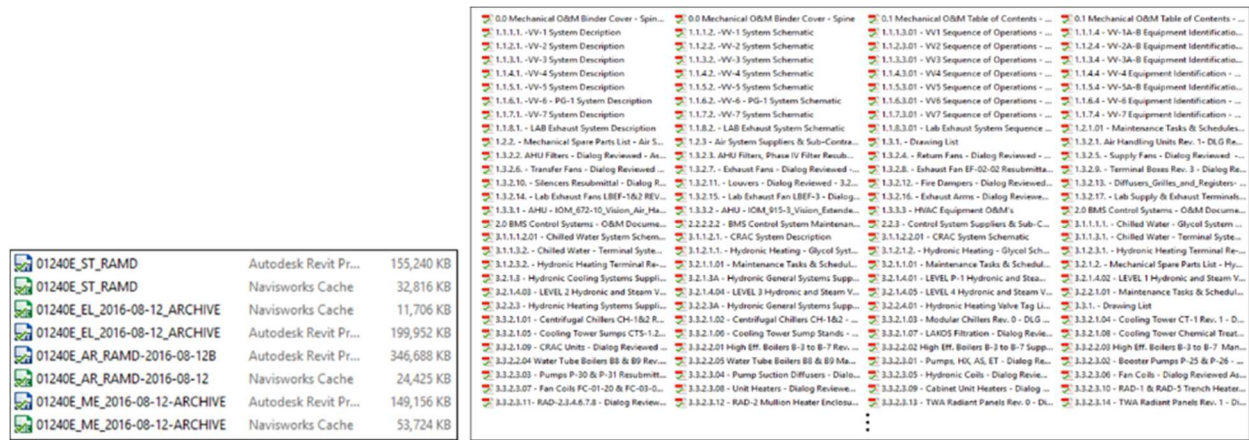 01240E_ST_RAMD Autodesk Revit Pr... 155,240 KB
01240E_ST_RAMD Navisworks Cache 32,816 KB
01240E_EL_2016-08-12_ARCHIVE Navisworks Cache 11,706 KB
01240E_EL_2016-08-12_ARCHIVE Autodesk Revit Pr... 199,952 KB
01240E_AR_RAMD-2016-08-12B Autodesk Revit Pr... 346,688 KB
01240E_AR_RAMD-2016-08-12 Navisworks Cache 24,425 KB
01240E_ME_2016-08-12-ARCHIVE Autodesk Revit Pr... 149,156 KB
01240E_ME_2016-08-12-ARCHIVE Navisworks Cache 53,724 KB
0.0 Mechanical O&M Binder Cover - Spin... 0.0 Mechanical O&M Binder Cover - Spine 0.1 Mechanical O&M Table of Contents - ... 0.1 Mechanical O&M Table of Contents - ...
1.1.1.1. -VV-1 System Decription 1.1.1.2. -VV-1 System Schematic 1.1.1.3.01 - VV1 Sequence of Operations - ... 1.1.1.4 - VV-1A-B Equipment Identificatio...
1.1.2.1. -VV-2 System Description 1.1.2.2. -VV-2 System Schematic 1.1.2.3.01 - VV2 Sequence of Operations - ... 1.1.2.4 - VV-2A-B Equipment Identificatio...
1.1.3.1. -VV-3 System Description 1.1.3.2. -VV-3 System Schematic 1.1.3.3.01 - VV3 Sequence of Operations - ... 1.1.3.4 - VV-3A-B Equipment Identificatio...
1.1.4.1. -VV-4 System Description 1.1.4.2. -VV-4 System Schematic 1.1.4.3.01 - VV4 Sequence of Operations - ... 1.1.4.4 - VV-4 Equipment Identification - ...
1.1.5.1. -VV-5 System Description 1.1.5.2. -VV-5 System Schematic 1.1.5.3.01 - VV5 Sequence of Operations - ... 1.1.5.4 - VV-5A-B Equipment Identificatio...
1.1.6.1. -VV-6 - PG-1 System Description 1.1.6.2. -VV-6 - PG-1 System Schematic 1.1.6.3.01 - VV6 Sequence of Operations - ... 1.1.6.4 - VV-6 Equipment Identification - ...
1.1.7.1. -VV-7 System Description 1.1.7.2. -VV-7 System Schematic 1.1.7.3.01 - VV7 Sequence of Operations - ... 1.1.7.4 - VV-7 Equipment Identification - ...
1.1.8.1. - LAB Exhaust System Description 1.1.8.2. - LAB Exhaust System Schematic 1.1.8.3.01 - Lab Exhaust System Sequence ... 1.2.1.01 - Maintenance Tasks & Schedules...
1.2.2. - Mechanical Spare Parts List - Air S... 1.2.3 - Air System Suppliers & Sub-Contra... 1.3.1. - Drawing List 1.3.2.1. Air Handling Units Rev. 1- DLG Re...
1.3.2.2. AHU Filters - Dialog Reviewed - As... 1.3.2.3. AHU Filters, Phase IV Filter Resub... 1.3.2.4. - Return Fans - Dialog Reviewed - ... 1.3.2.5. - Supply Fans - Dialog Reviewed - ...
1.3.2.6. - Transfer Fans - Dialog Reviewed ... 1.3.2.7. - Exhaust Fans - Dialog Reviewed -... 1.3.2.8. - Exhaust Fan EF-02-02 Resubmitta... 1.3.2.9. - Terminal Boxes Rev. 3 - Dialog Re...
1.3.2.10. - Silencers Resubmittal - Dialog R... 1.3.2.11. - Louvers - Dialog Reviewed - 3.2... 1.3.2.12. - Fire Dampers - Dialog Reviewed... 1.3.2.13. - Diffusers_Grilles_and_Registers- ...
1.3.2.14. - Lab Exhaust Fans LBEF-1&2 REV... 1.3.2.15. - Lab Exhaust Fan LBEF-3 - Dialog... 1.3.2.16. - Exhaust Arms - Dialog Reviewe... 1.3.2.17. - Lab Supply & Exhaust Terminals...
1.3.3.1 - AHU - IOM_672-10_Vision_Air_Ha... 1.3.3.2 - AHU - IOM_915-3_Vision_Extende... 1.3.3.3 - HVAC Equipment O&M's 2.0 BMS Control Systems - O&M Docume...
2.0 BMS Control Systems - O&M Docume... 2.2.2.2.2 - BMS Control System Maintenan... 2.2.3 - Control System Suppliers & Sub-C... 3.1.1.1.1. - Chilled Water - Glycol System ...
3.1.1.1.2.01 - Chilled Water System Schem... 3.1.1.2.1. - CRAC System Description 3.1.1.2.2.01 - CRAC System Schematic 3.1.1.3.1. - Chilled Water - Terminal Syste...
3.1.1.3.2. - Chilled Water - Terminal Syste... 3.1.2.1.1. - Hydronic Heating - Glycol Syst... 3.1.2.1.2. - Hydronic Heating - Glycol Sch... 3.1.2.3.1. - Hydronic Heating Terminal Re-...
3.1.2.3.2. - Hydronic Heating Terminal Re-... 3.2.1.1.01 - Maintenance Tasks & Schedul... 3.2.1.1.01 - Maintenance Tasks & Schedul... 3.2.1.2. - Mechanical Spare Parts List - Hy...
3.2.1.3 - Hydronic Cooling Systems Suppli... 3.2.1.3A - Hydronic General Systems Supp... 3.2.1.4.01 - LEVEL P-1 Hydronic and Stea... 3.2.1.4.02 - LEVEL 1 Hydronic and Steam V...
3.2.1.4.03 - LEVEL 2 Hydronic and Steam V... 3.2.1.4.04 - LEVEL 3 Hydronic and Steam V... 3.2.1.4.05 - LEVEL 4 Hydronic and Steam V... 3.2.2.1.01 - Maintenance Tasks & Schedul...
3.2.2.3 - Hydronic Heating Systems Suppli... 3.2.2.3A - Hydronic General Systems Supp... 3.2.2.4.01 - Hydronic Heating Valve Tag Li... 3.3.1. - Drawing List
3.3.2.1.01 - Centrifugal Chillers CH-1&2 R... 3.3.2.1.02 - Centrifugal Chillers CH-1&2 - ... 3.3.2.1.03 - Modular Chillers Rev. 0 - DLG ... 3.3.2.1.04 - Cooling Tower CT-1 Rev. 1 - D...
3.3.2.1.05 - Cooling Tower Sumps CTS-1.2... 3.3.2.1.06 - Cooling Tower Sump Stands - ... 3.3.2.1.07 - LAKOS Filtration - Dialog Revie... 3.3.2.1.08 - Cooling Tower Chemical Treat...
3.3.2.1.09 - CRAC Units - Dialog Reviewed ... 3.3.2.2.01 High Eff. Boilers B-3 to B-7 Rev. ... 3.3.2.2.02 High Eff. Boilers B-3 to B-7 Supp... 3.3.2.2.03 High Eff. Boilers B-3 to B-7 Man...
3.3.2.2.04 Water Tube Boilers B8 & B9 Rev.... 3.3.2.2.05 Water Tube Boilers B8 & B9 Ma... 3.3.2.3.01 - Pumps, HX, AS, ET - Dialog Re... 3.3.2.3.02 - Booster Pumps P-25 & P-26 - ...
3.3.2.3.03 - Pumps P-30 & P-31 Resubmitt... 3.3.2.3.04 - Pump Suction Diffusers - Dialo... 3.3.2.3.05 - Hydronic Coils - Dialog Revie... 3.3.2.3.06 - Fan Coils - Dialog Reviewed As...
3.3.2.3.07 - Fan Coils FC-01-20 & FC-03-0... 3.3.2.3.08 - Unit Heaters - Dialog Reviewe... 3.3.2.3.09 - Cabinet Unit Heaters - Dialog ... 3.3.2.3.10 - RAD-1 & RAD-5 Trench Heater...
3.3.2.3.11- RAD-2.3.4.6.7.8 - Dialog Review... 3.3.2.3.12 - RAD-2 Mullion Heater Enclosu... 3.3.2.3.13 - TWA Radiant Panels Rev. 0 - Di... 3.3.2.3.14 - TWA Radiant Panels Rev. 1 - Di...